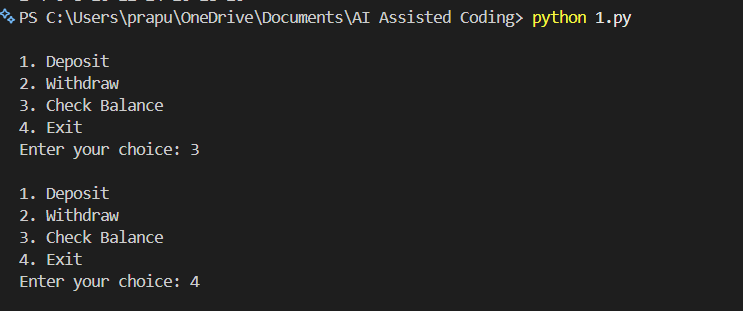 PS C:\Users\prapu\OneDrive\Documents\AI Assisted Coding> python 1.py
1. Deposit
2. Withdraw
3. Check Balance
4. Exit
Enter your choice: 3
1. Deposit
2. Withdraw
3. Check Balance
4. Exit
Enter your choice: 4